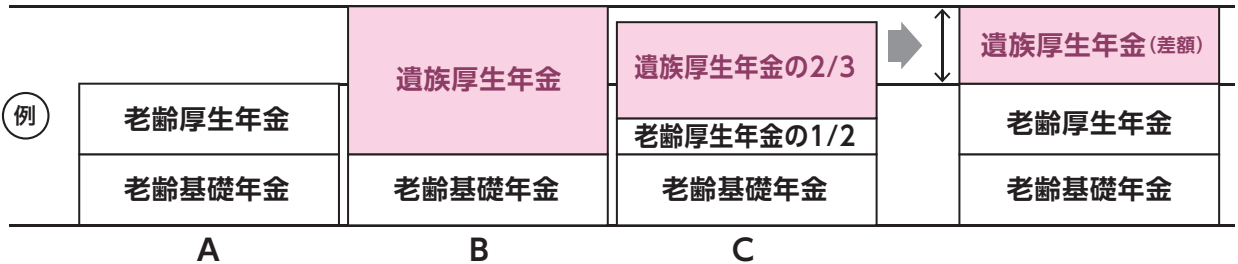 例
老齢厚生年金
老齢基礎年金
A
遺族厚生年金
老齢基礎年金
B
遺族厚生年金の2/3
老齢厚生年金の1/2
老齢基礎年金
C
遺族厚生年金(差額)
老齢厚生年金
老齢基礎年金